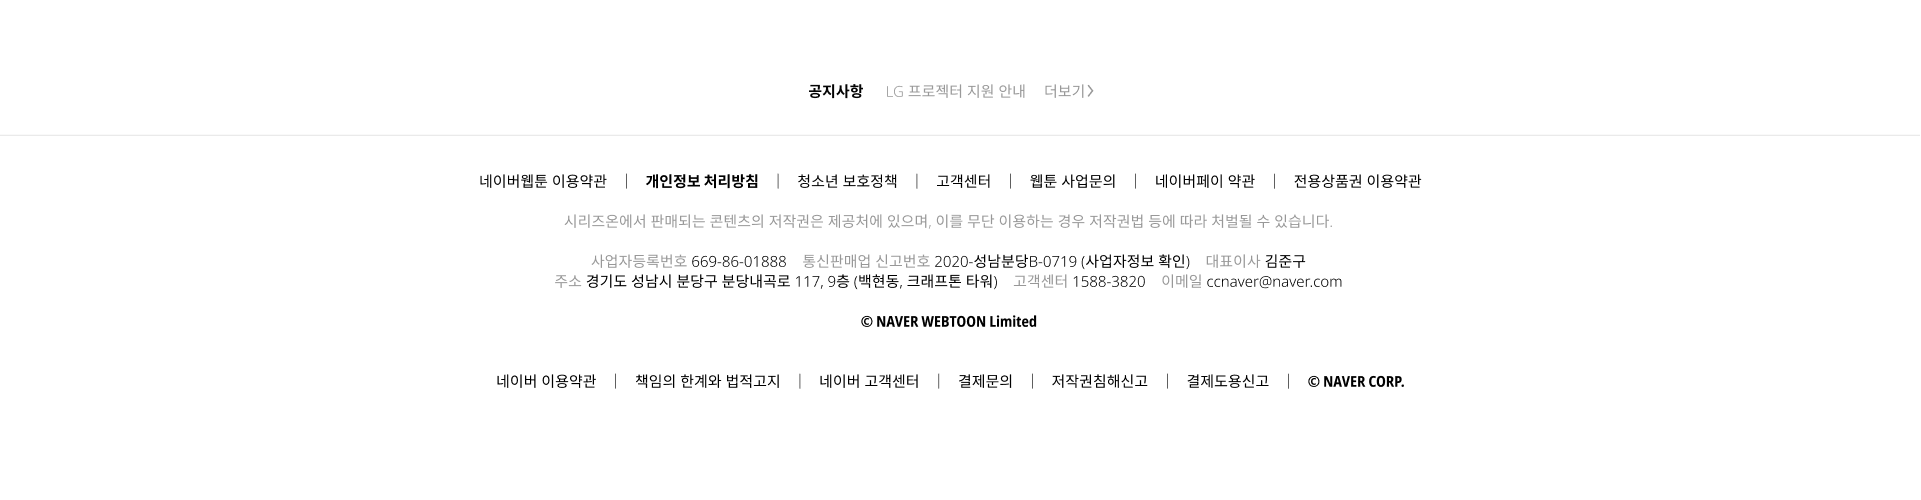 공지사항 LG 프로젝터 지원 안내 더보기 >
네이버웹툰 이용약관 | 개인정보 처리방침 | 청소년 보호정책 | 고객센터 | 웹툰 사업문의 | 네이버페이 약관 | 전용상품권 이용약관
시리즈온에서 판매되는 콘텐츠의 저작권은 제공처에 있으며, 이를 무단 이용하는 경우 저작권법 등에 따라 처벌될 수 있습니다.
사업자등록번호 669-86-01888 통신판매업 신고번호 2020-성남분당B-0719 (사업자정보 확인) 대표이사 김준구
주소 경기도 성남시 분당구 분당내곡로 117, 9층 (백현동, 크래프톤 타워) 고객센터 1588-3820 이메일 ccnaver@naver.com
© NAVER WEBTOON Limited
네이버 이용약관 | 책임의 한계와 법적고지 | 네이버 고객센터 | 결제문의 | 저작권침해신고 | 결제도용신고 | © NAVER CORP.